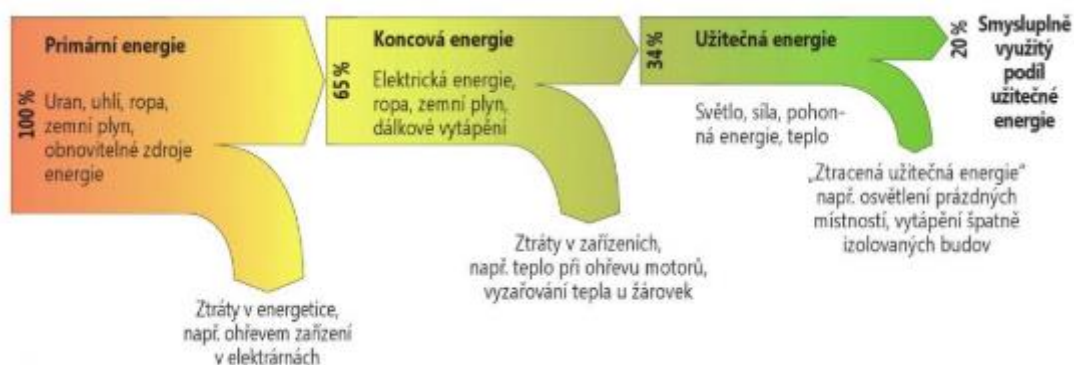 100 %
Primární energie
Uran, uhlí, ropa,
zemní plyn,
obnovitelné zdroje
energie
Ztráty v energetice,
např. ohřevem zařízení
v elektrárnách
65 %
Koncová energie
Elektrická energie,
ropa, zemní plyn,
dálkové vytápění
Ztráty v zařízeních,
např. teplo při ohřevu motorů,
vyzařování tepla u žárovek
34 %
Užitečná energie
Světlo, síla, pohon-
ná energie, teplo
„Ztracená užitečná energie“
např. osvětlení prázdných
místností, vytápění špatně
izolovaných budov
20 %
Smysluplně
využitý
podíl
užitečné
energie